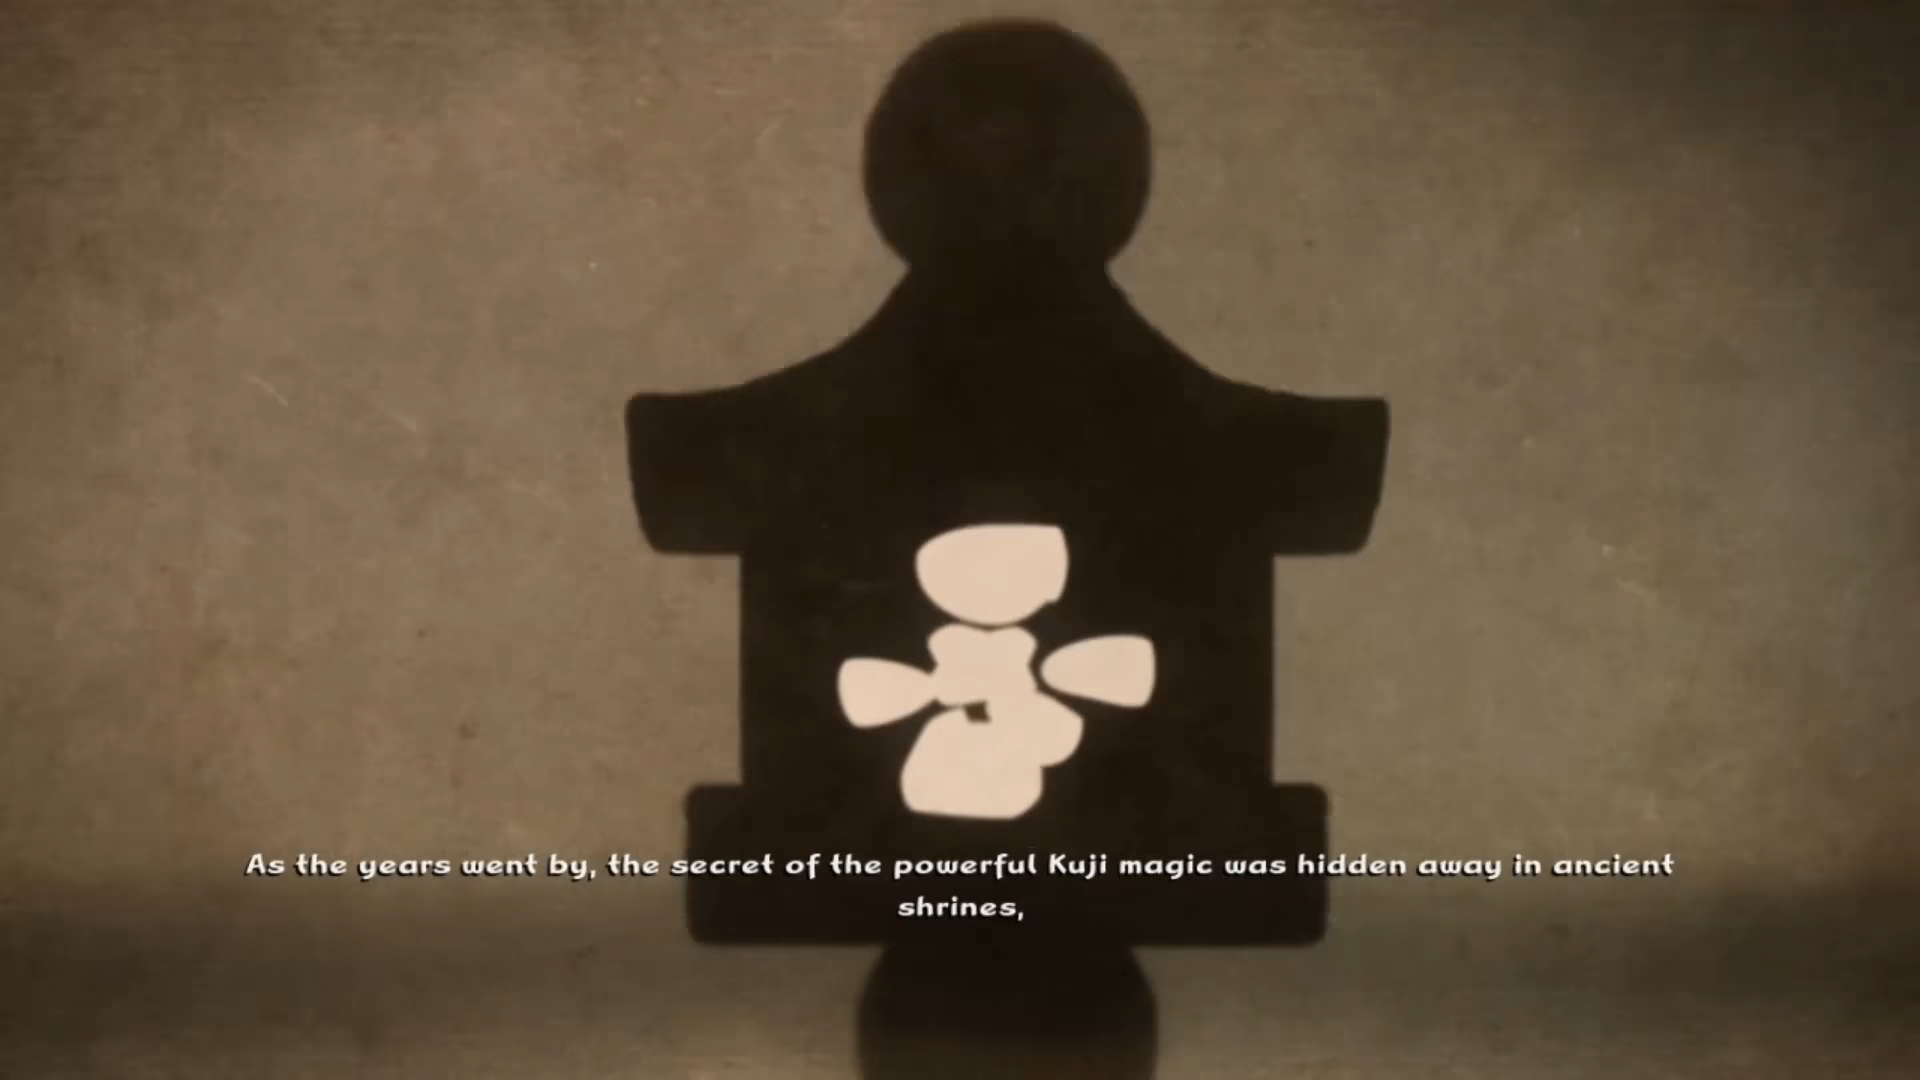 As the years went by, the secret of the powerful Kuji magic was hidden away in ancient
shrines,